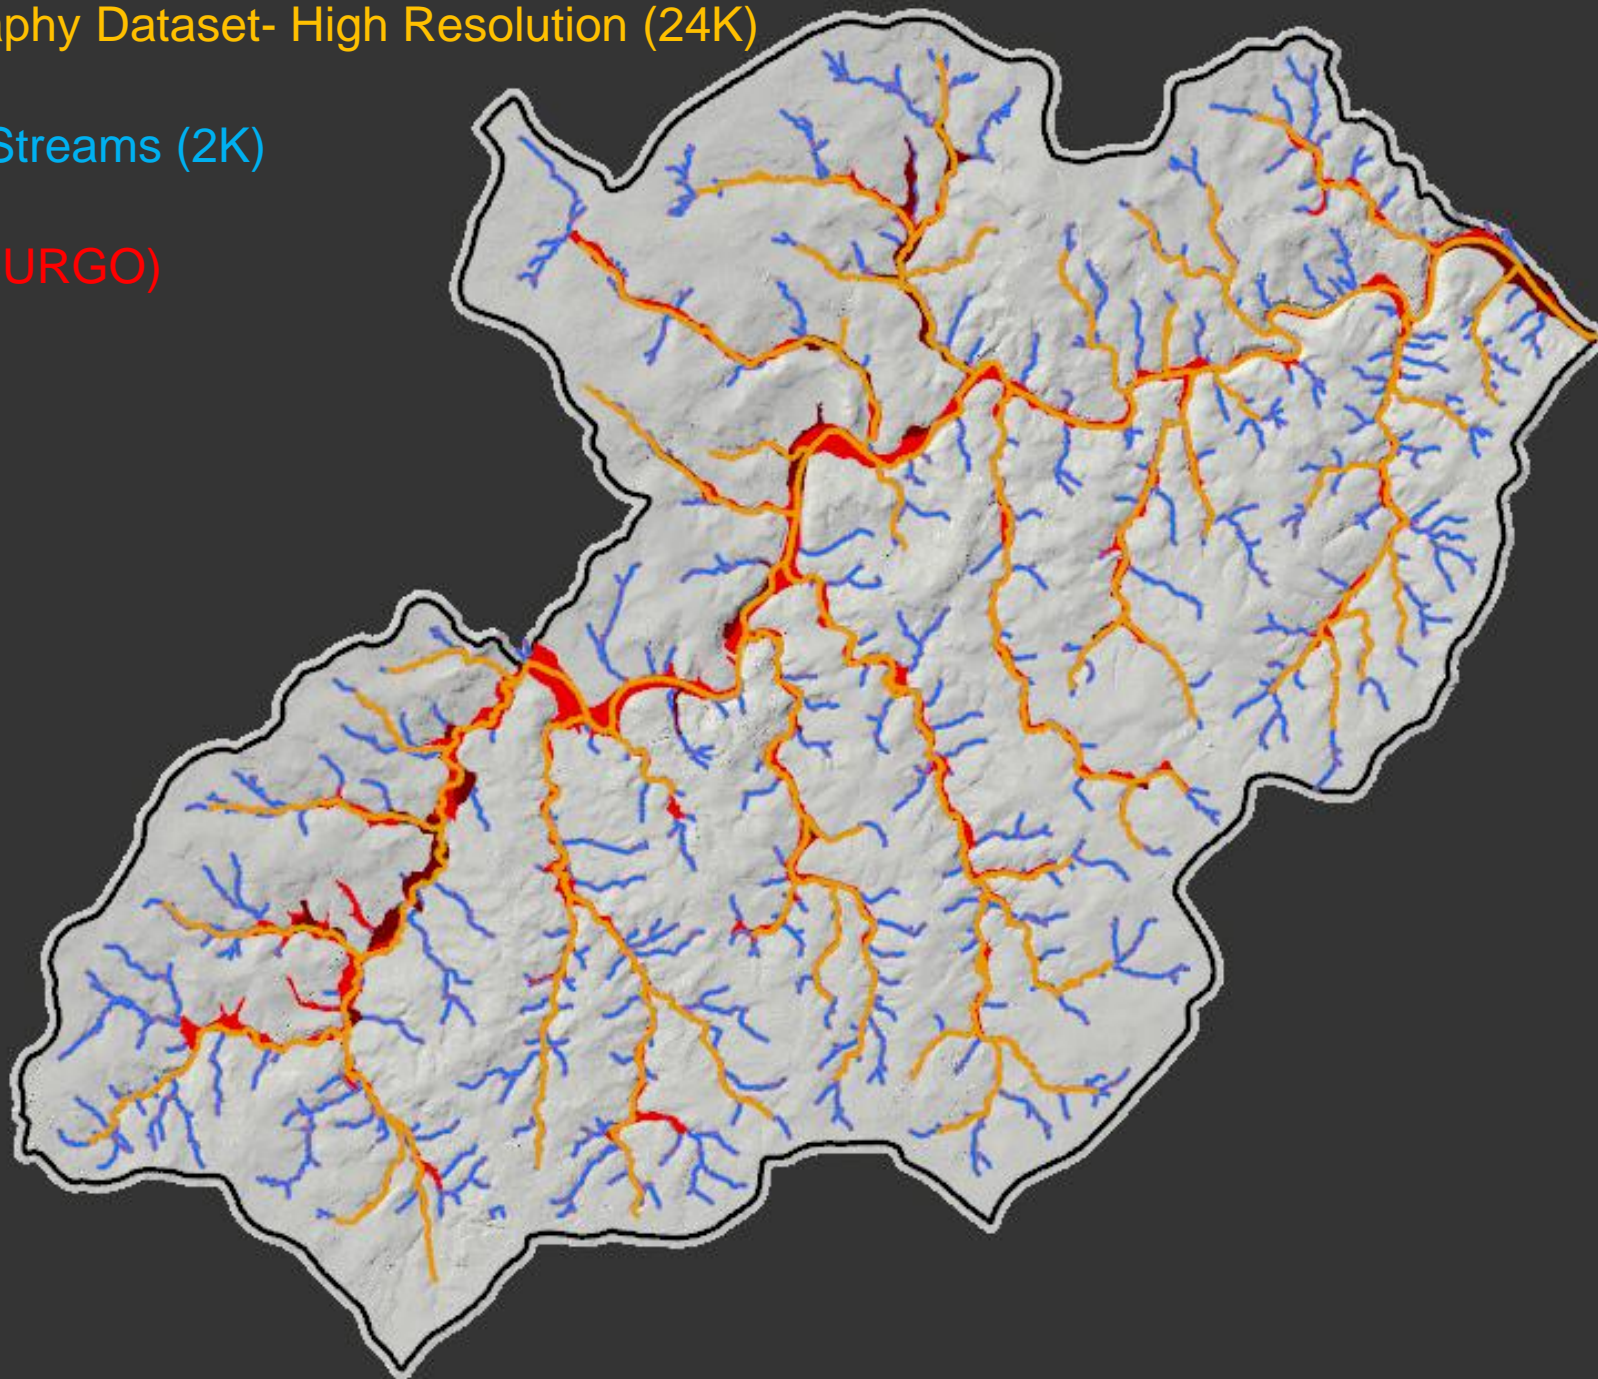 aphy Dataset- High Resolution (24K)
Streams (2K)
URGO)